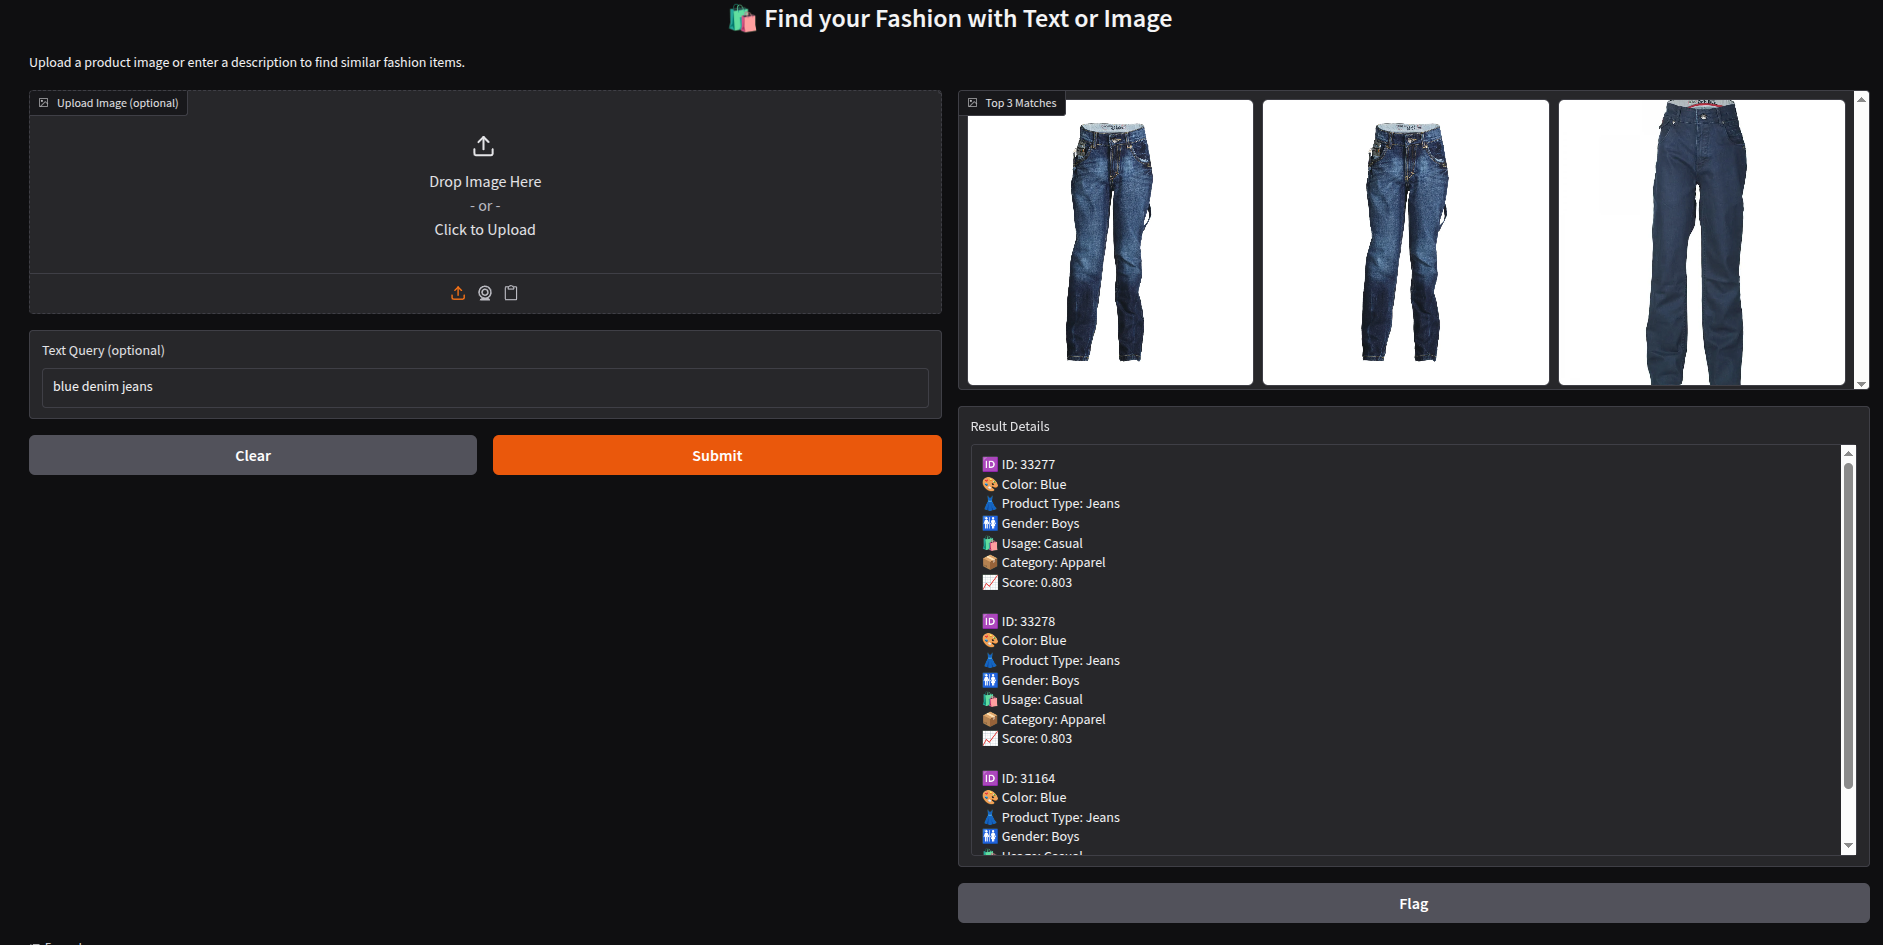 🛍️ Find your Fashion with Text or Image
Upload a product image or enter a description to find similar fashion items.
Upload Image (optional)
Drop Image Here
- or -
Click to Upload
Text Query (optional)
blue denim jeans
Clear
Submit
Top 3 Matches
Result Details
🆔 ID: 33277
🎨 Color: Blue
👗 Product Type: Jeans
🚻 Gender: Boys
🛍️ Usage: Casual
📦 Category: Apparel
📈 Score: 0.803
🆔 ID: 33278
🎨 Color: Blue
👗 Product Type: Jeans
🚻 Gender: Boys
🛍️ Usage: Casual
📦 Category: Apparel
📈 Score: 0.803
🆔 ID: 31164
🎨 Color: Blue
👗 Product Type: Jeans
🚻 Gender: Boys
Flag